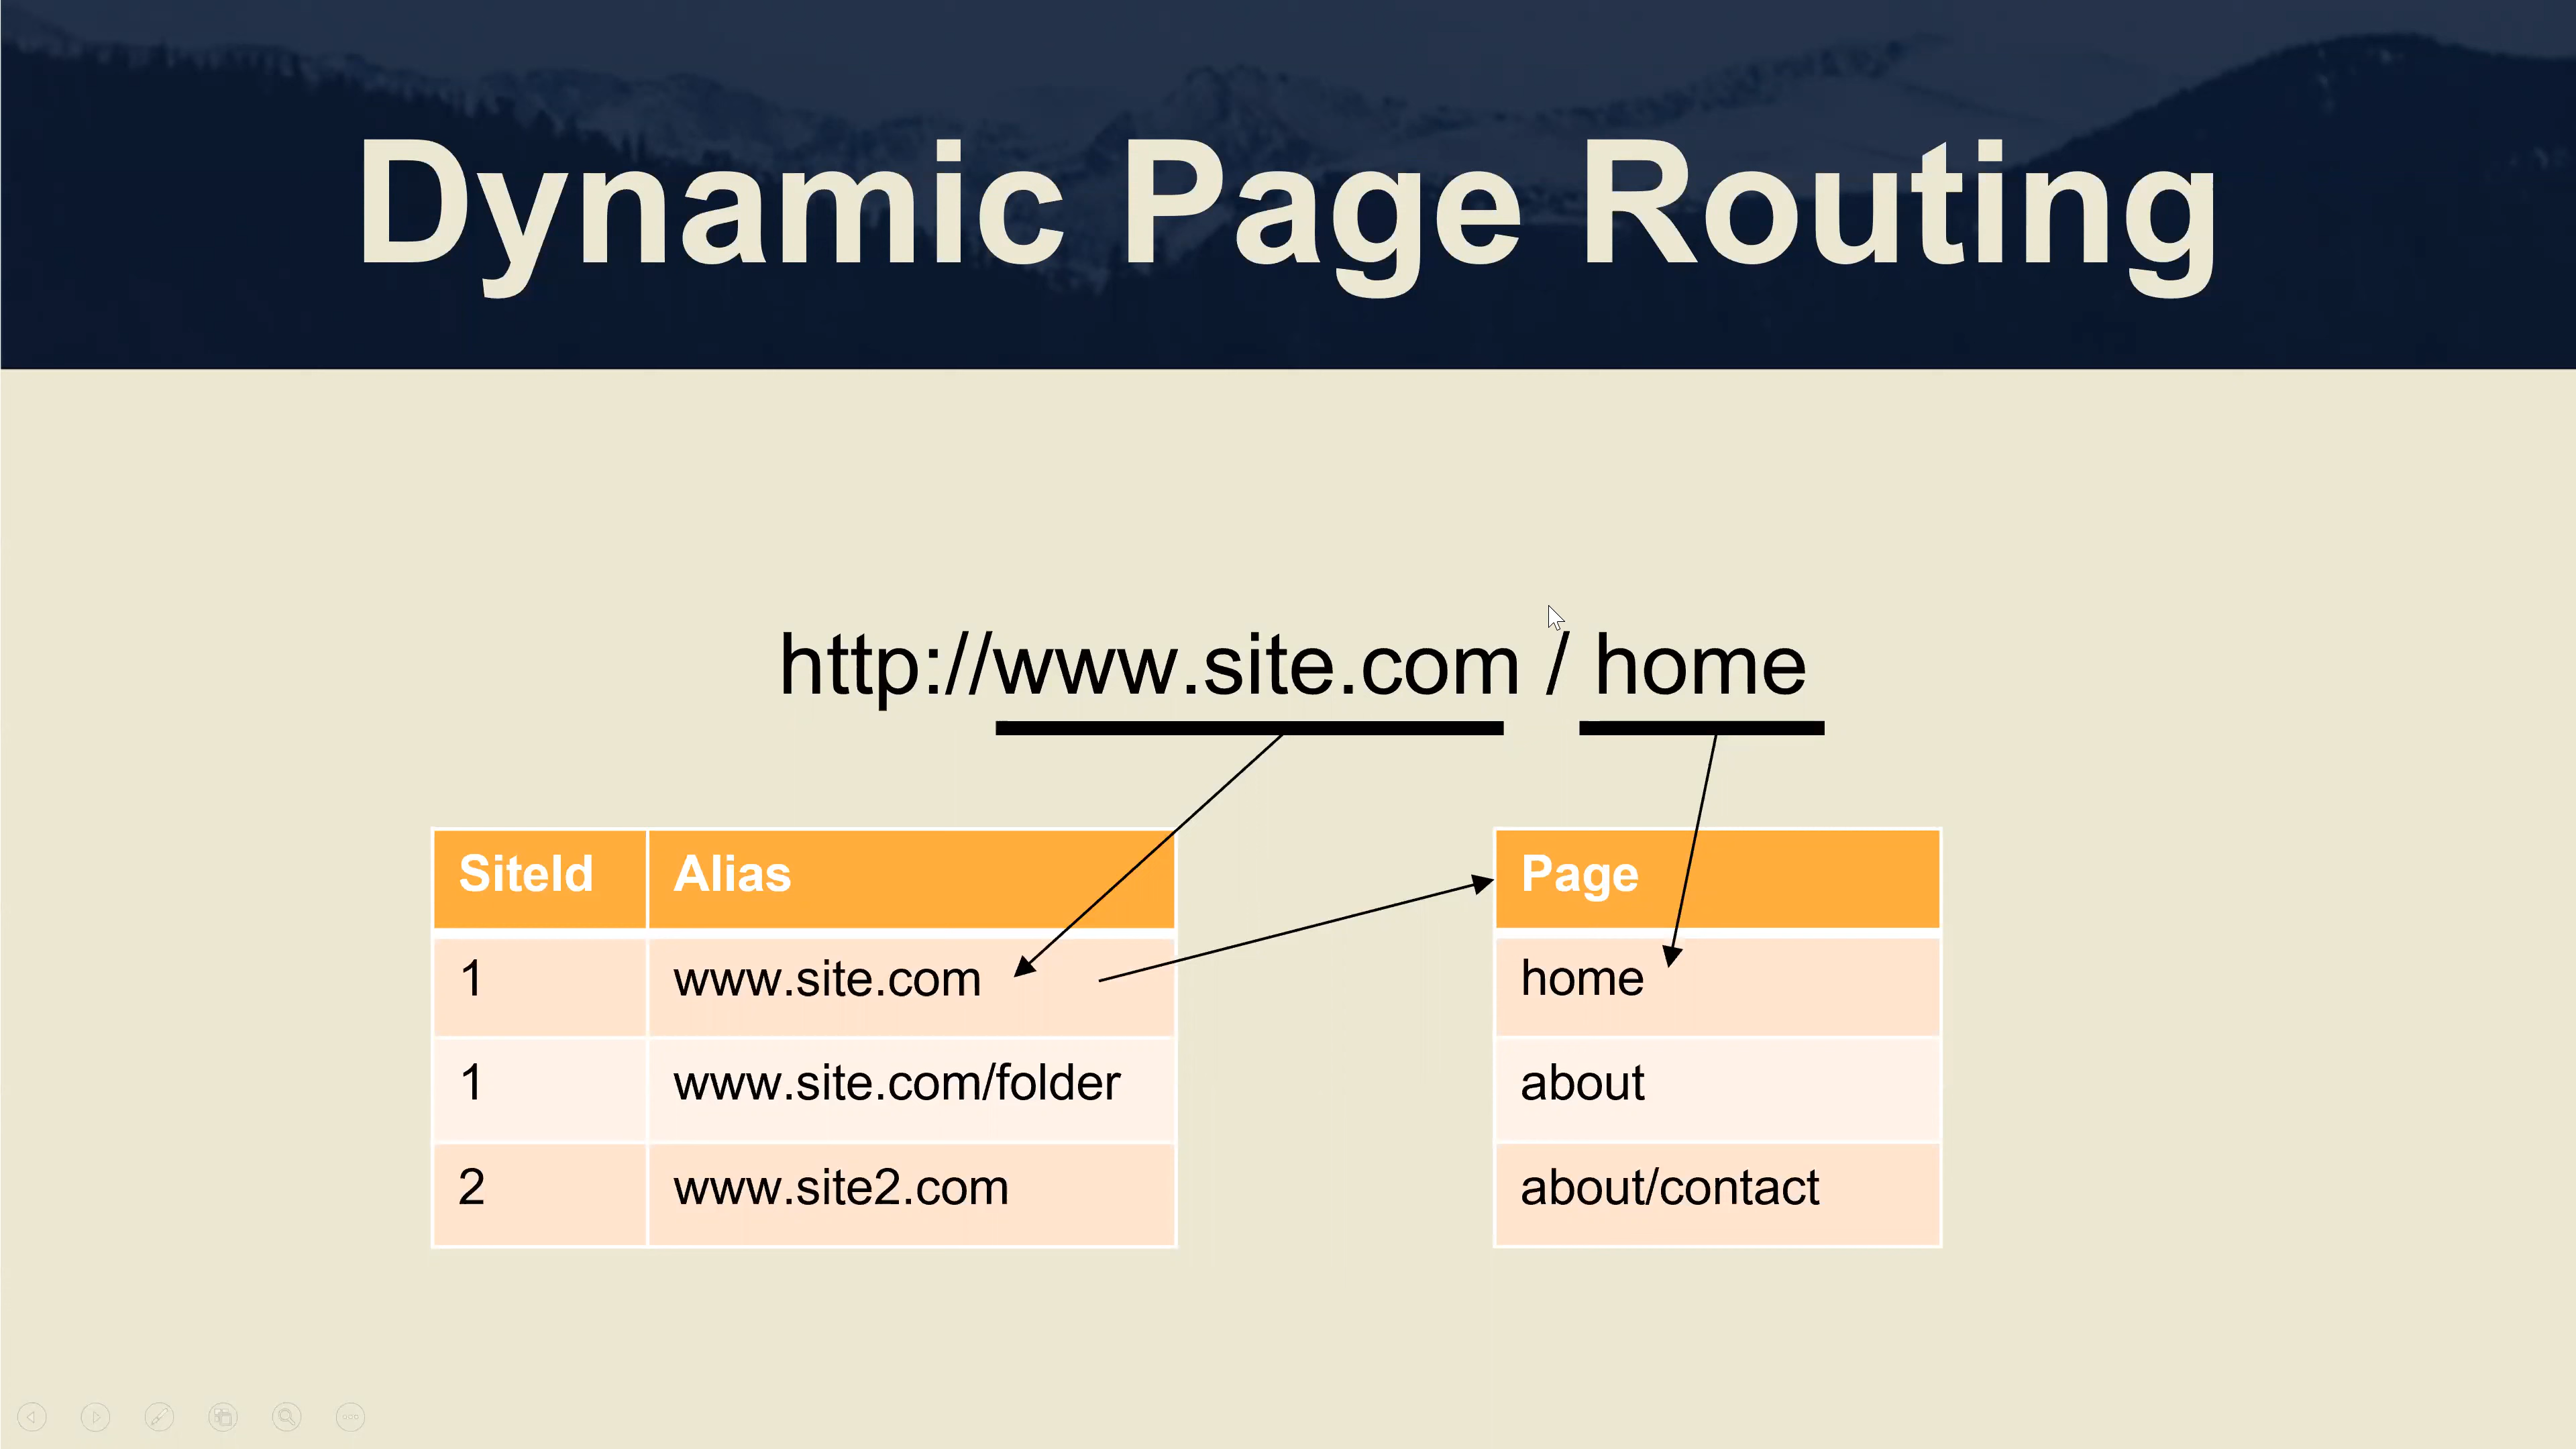 Dynamic Page Routing
http://www.site.com / home
SiteId Alias
1 www.site.com
1 www.site.com/folder
2 www.site2.com
Page
home
about
about/contact